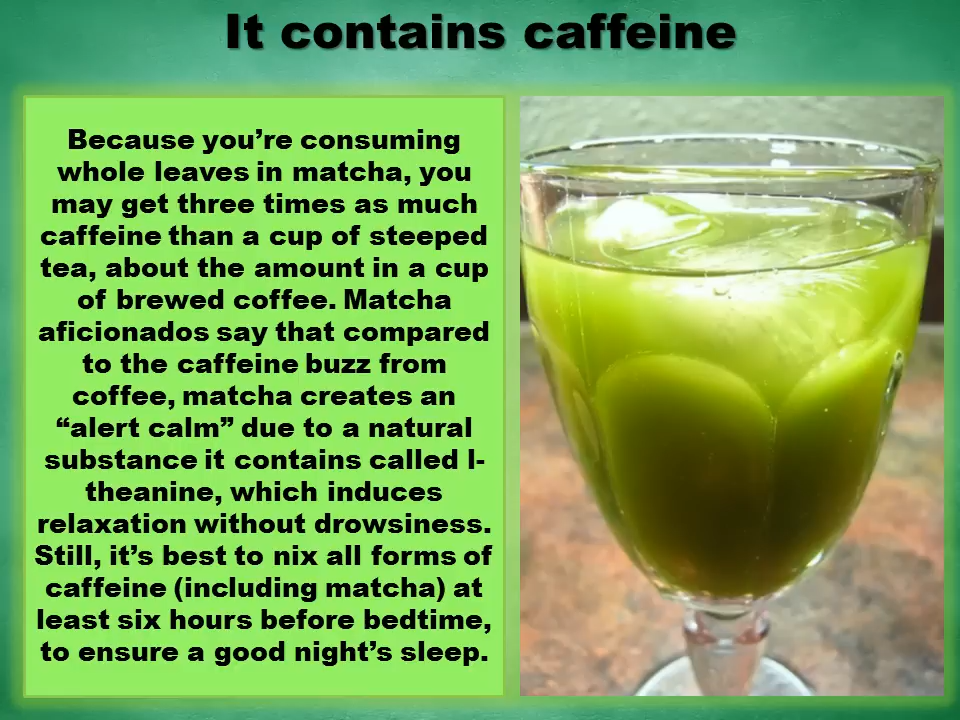 It contains caffeine
Because you’re consuming
whole leaves in matcha, you
may get three times as much
caffeine than a cup of steeped
tea, about the amount in a cup
of brewed coffee. Matcha
aficionados say that compared
to the caffeine buzz from
coffee, matcha creates an
“alert calm” due to a natural
substance it contains called l-
theanine, which induces
relaxation without drowsiness.
Still, it’s best to nix all forms of
caffeine (including matcha) at
least six hours before bedtime,
to ensure a good night’s sleep.